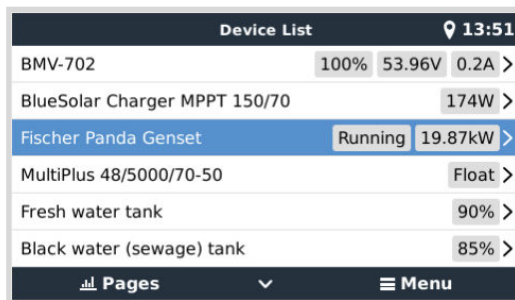 Device List 13:51
BMV-702 100% 53.96V 0.2A
BlueSolar Charger MPPT 150/70 174W
Fischer Panda Genset Running 19.87kW
MultiPlus 48/5000/70-50 Float
Fresh water tank 90%
Black water (sewage) tank 85%
Pages Menu